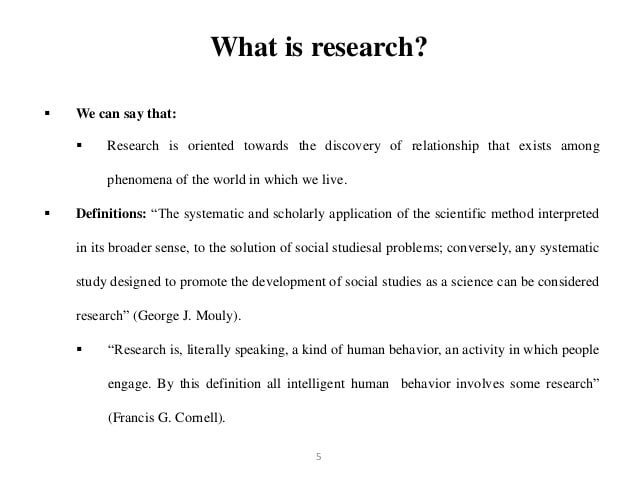 What is research?
▪ We can say that:
▪ Research is oriented towards the discovery of relationship that exists among
phenomena of the world in which we live.
▪ Definitions: “The systematic and scholarly application of the scientific method interpreted
in its broader sense, to the solution of social studiesal problems; conversely, any systematic
study designed to promote the development of social studies as a science can be considered
research” (George J. Mouly).
▪ “Research is, literally speaking, a kind of human behavior, an activity in which people
engage. By this definition all intelligent human behavior involves some research”
(Francis G. Cornell).
5